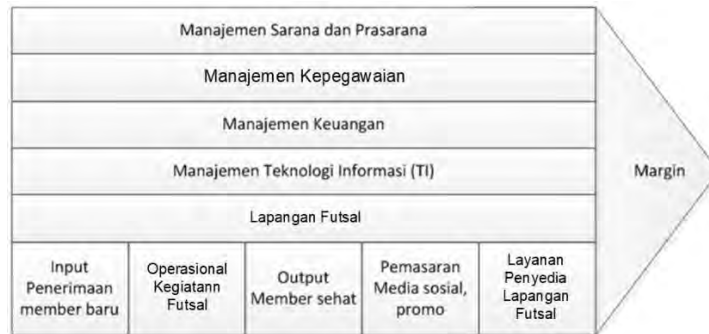 Manajemen Sarana dan Prasarana
Manajemen Kepegawaian
Manajemen Keuangan
Manajemen Teknologi Informasi (TI)
Margin
Lapangan Futsal
Input
Penerimaan
member baru
Operasional
Kegiatann
Futsal
Output
Member sehat
Pemasaran
Media sosial,
promo
Layanan
Penyedia
Lapangan
Futsal